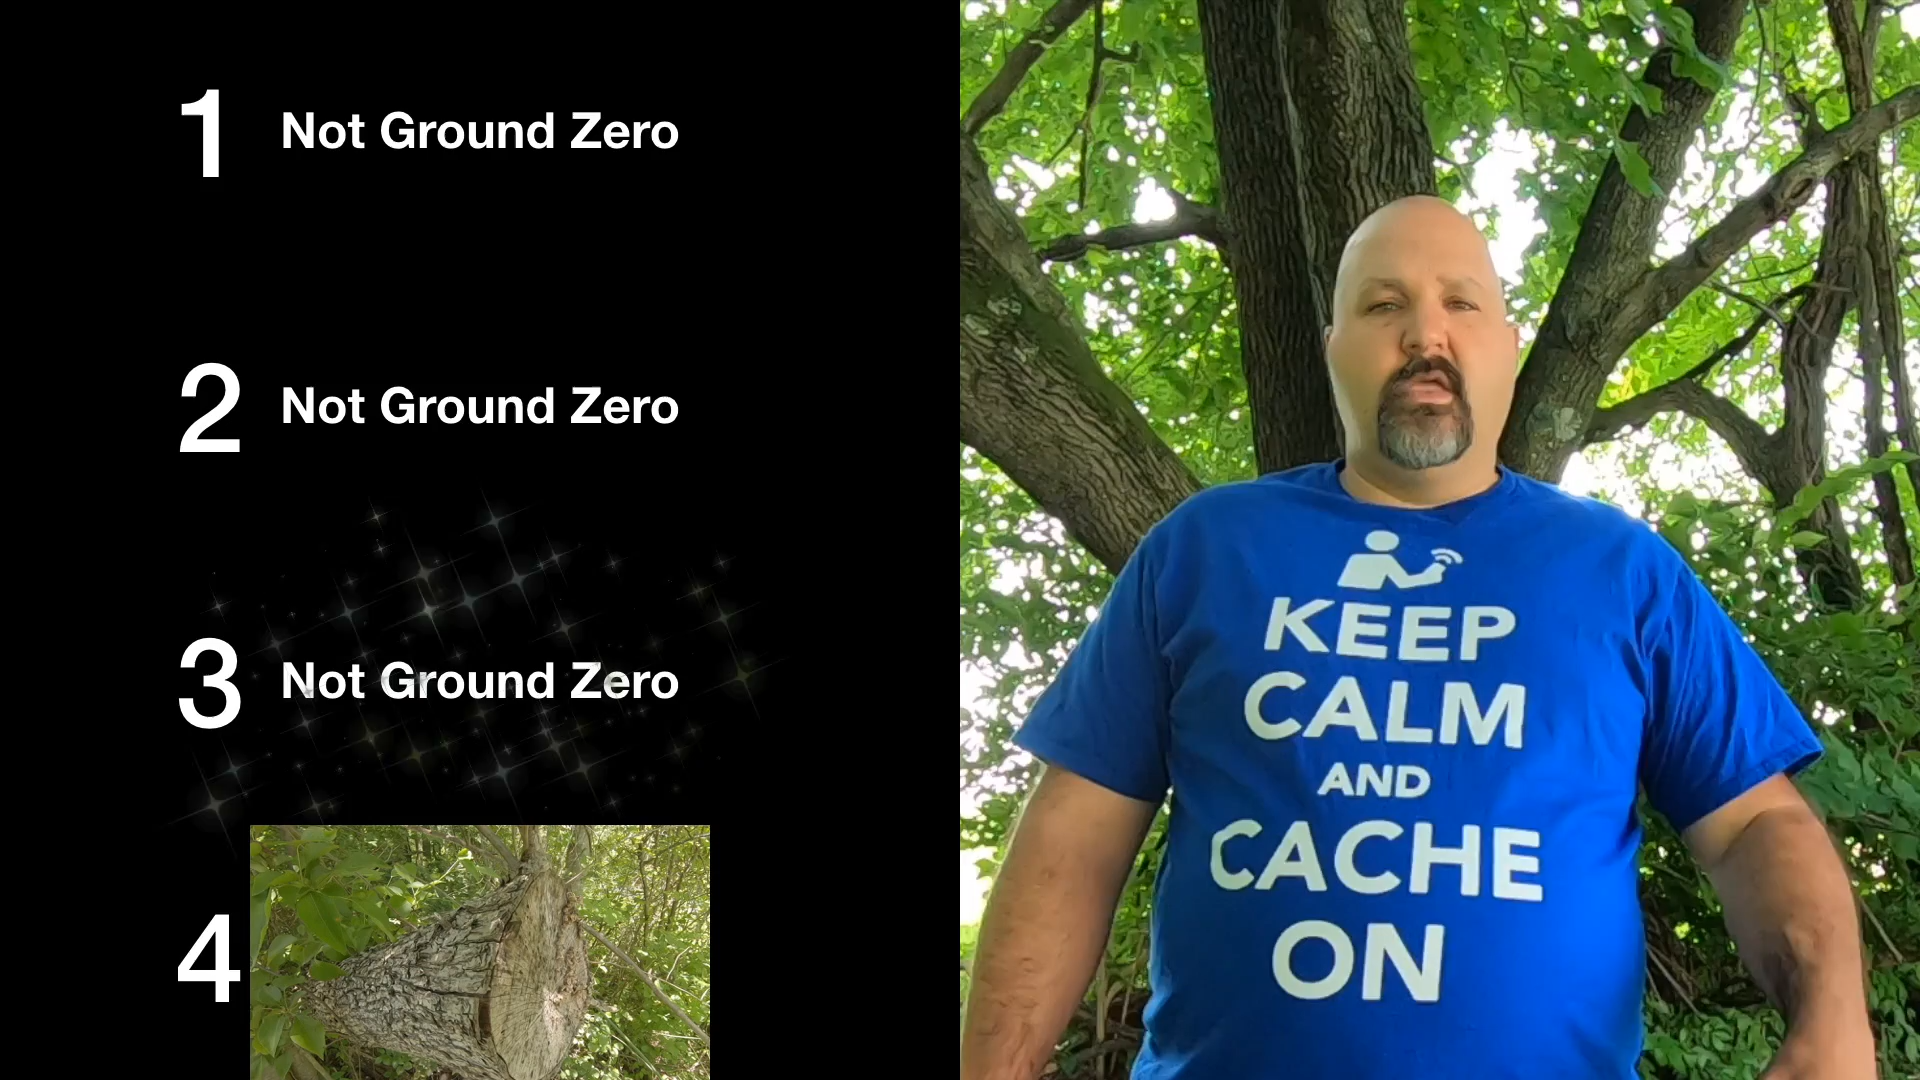 1 Not Ground Zero
2 Not Ground Zero
3 Not Ground Zero
4
KEEP
CALM
AND
CACHE
ON